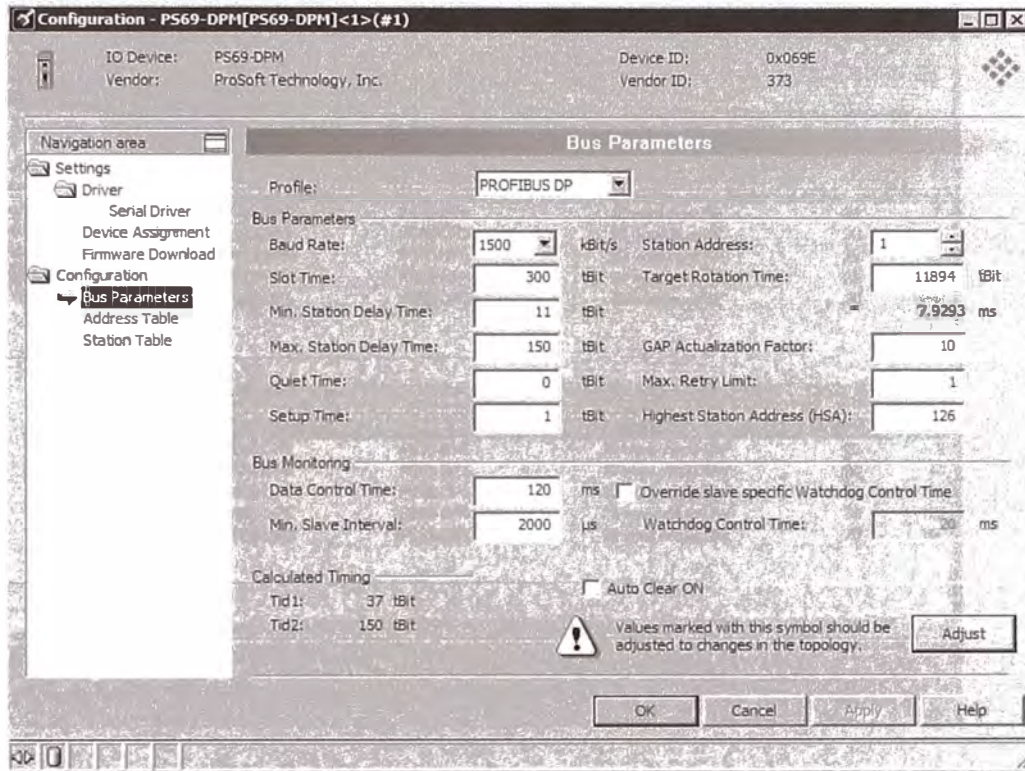 Configuration - PS69-DPM[PS69-DPM]<1>(#1)
IO Device: PS69-DPM Device ID: 0x069E
Vendor: ProSoft Technology, Inc. Vendor ID: 373
Navigation area
Settings
Driver
Serial Driver
Device Assignment
Firmware Download
Configuration
Bus Parameters
Address Table
Station Table
Bus Parameters
Profile: PROFIBUS DP
Bus Parameters
Baud Rate: 1500 kBit/s Station Address: 1
Slot Time: 300 tBit Target Rotation Time: 11894 tBit
Min. Station Delay Time: 11 tBit = 7.9293 ms
Max. Station Delay Time: 150 tBit GAP Actualization Factor: 10
Quiet Time: 0 tBit Max. Retry Limit: 1
Setup Time: 1 tBit Highest Station Address (HSA): 126
Bus Monitoring
Data Control Time: 120 ms Override slave specific Watchdog Control Time
Min. Slave Interval: 2000 µs Watchdog Control Time: 20 ms
Calculated Timing
Auto Clear ON
Tid1: 37 tBit
Tid2: 150 tBit
Values marked with this symbol should be
adjusted to changes in the topology.
Adjust
OK Cancel Apply Help